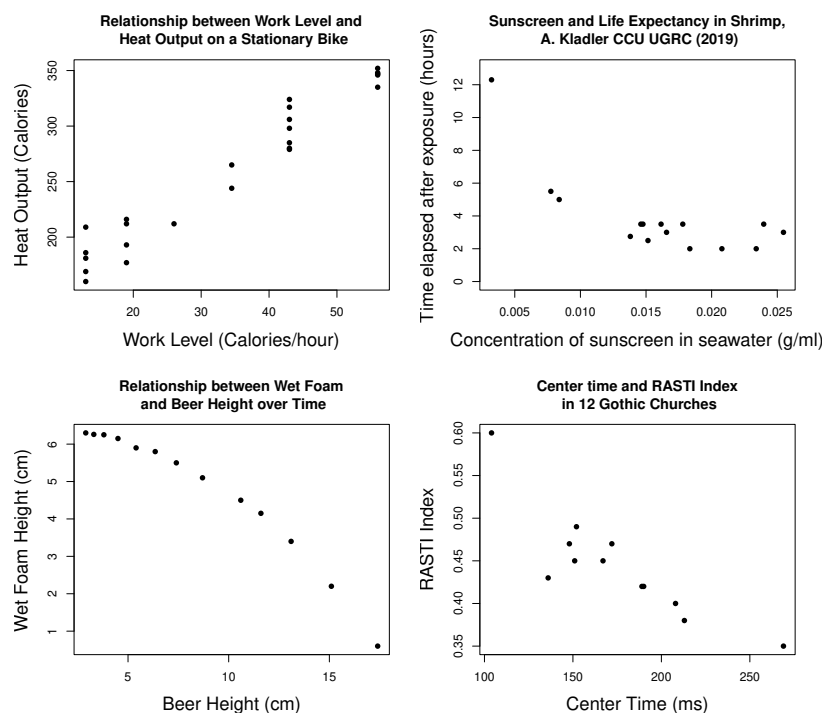 Relationship between Work Level and
Heat Output on a Stationary Bike
Heat Output (Calories)
350
300
250
200
20 30 40 50
Work Level (Calories/hour)
Sunscreen and Life Expectancy in Shrimp,
A. Kladler CCU UGRC (2019)
Time elapsed after exposure (hours)
12
10
8
6
4
2
0
0.005 0.010 0.015 0.020 0.025
Concentration of sunscreen in seawater (g/ml)
Relationship between Wet Foam
and Beer Height over Time
Wet Foam Height (cm)
6
5
4
3
2
1
5 10 15
Beer Height (cm)
Center time and RASTI Index
in 12 Gothic Churches
RASTI Index
0.60
0.55
0.50
0.45
0.40
0.35
100 150 200 250
Center Time (ms)